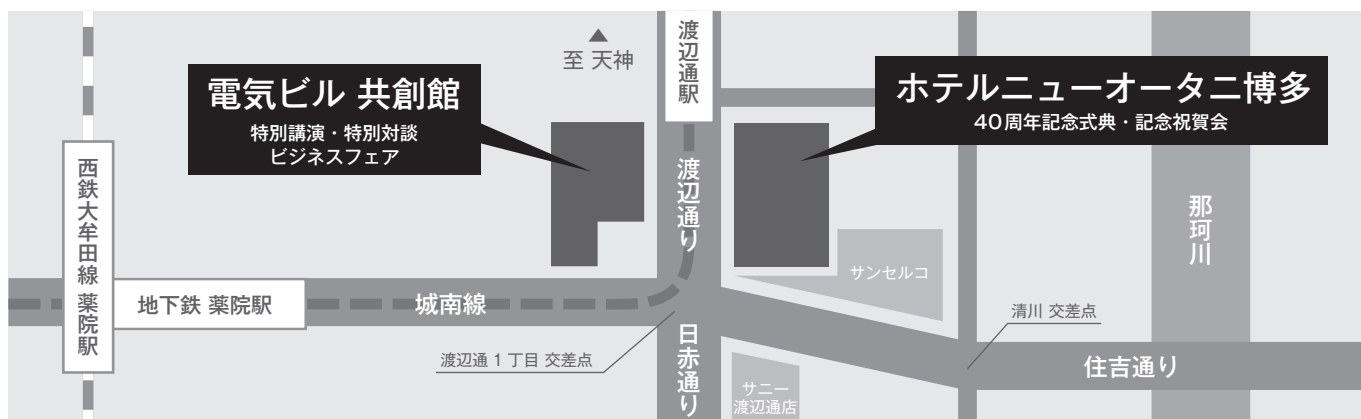 至 天神
渡辺通駅
電気ビル 共創館
特別講演・特別対談
ビジネスフェア
ホテルニューオータニ博多
40周年記念式典・記念祝賀会
西鉄大牟田線 薬院駅
渡辺通り
那珂川
サンセルコ
地下鉄 薬院駅
城南線
清川 交差点
渡辺通 1 丁目 交差点
日赤通り
住吉通り
サニー
渡辺通店